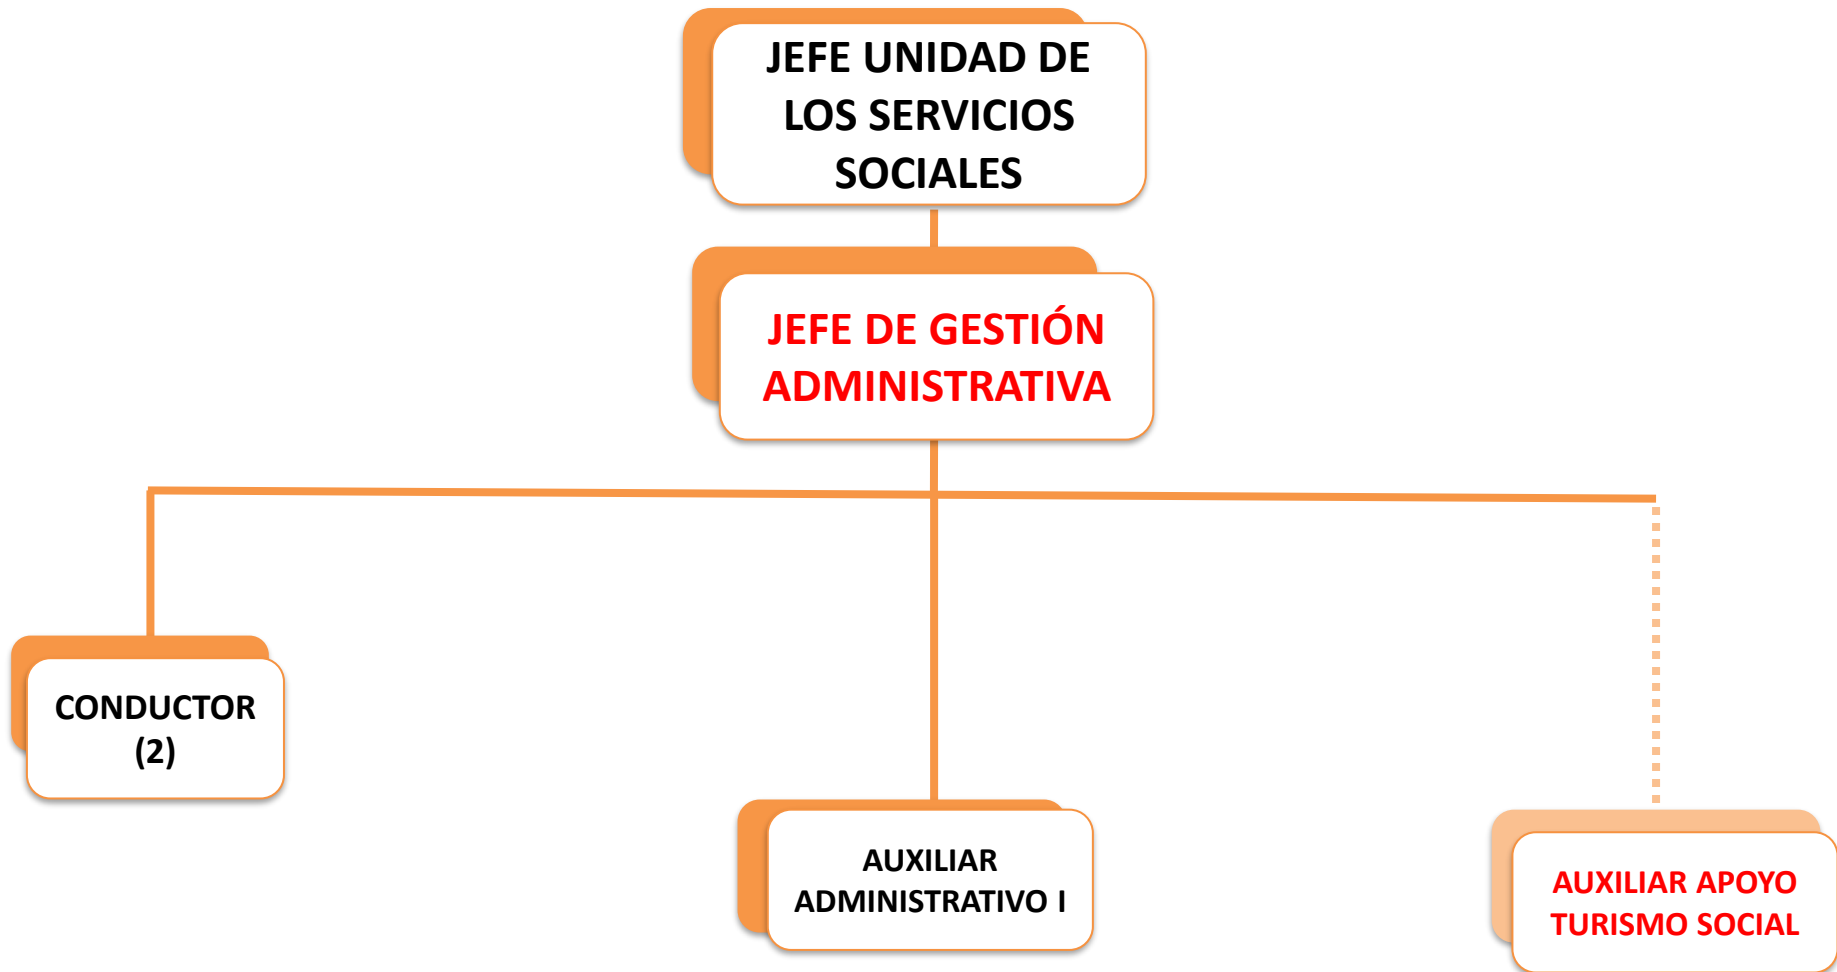 JEFE UNIDAD DE
LOS SERVICIOS
SOCIALES
JEFE DE GESTIÓN
ADMINISTRATIVA
CONDUCTOR
(2)
AUXILIAR
ADMINISTRATIVO I
AUXILIAR APOYO
TURISMO SOCIAL